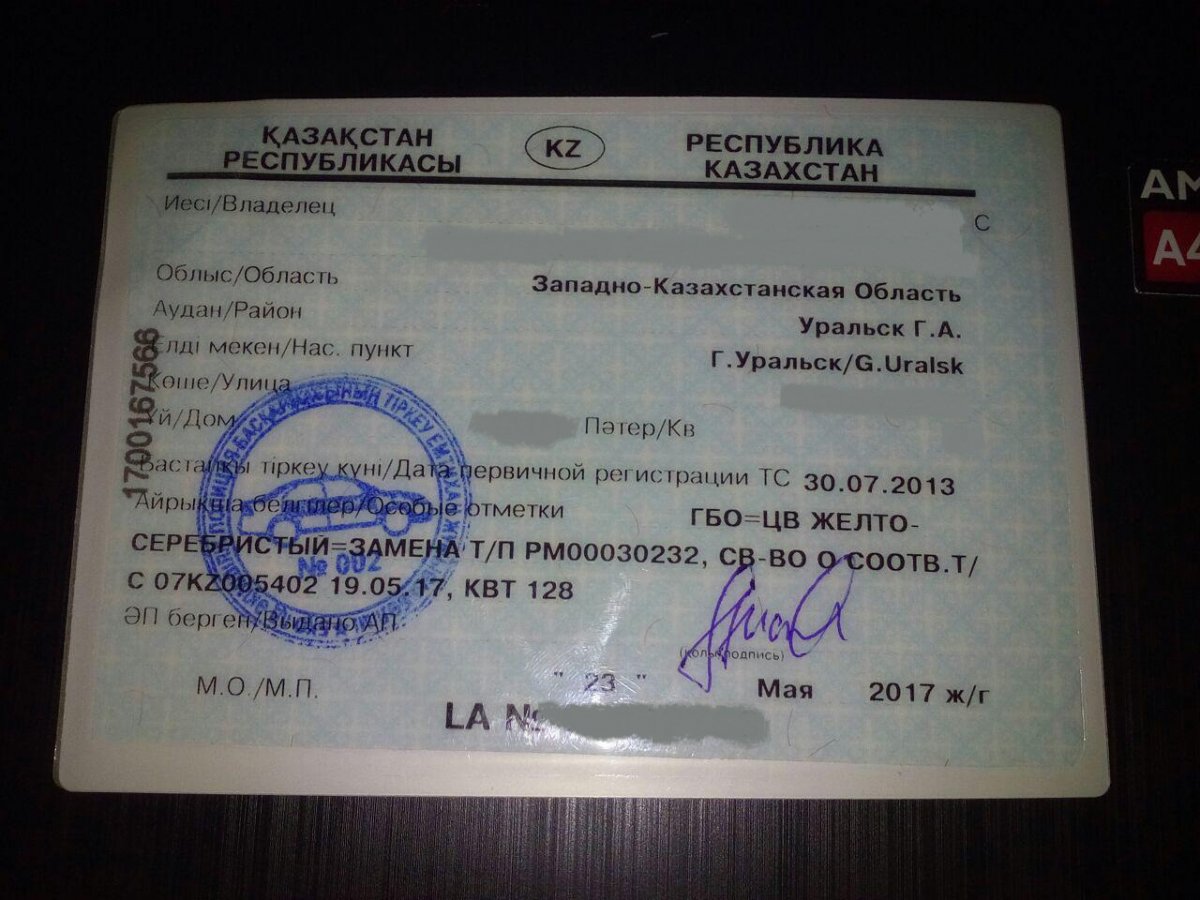 ҚАЗАҚСТАН РЕСПУБЛИКАСЫ
KZ
РЕСПУБЛИКА КАЗАХСТАН
Иесі/Владелец С
Облыс/Область Западно-Казахстанская Область
Аудан/Район Уральск Г.А.
Елді мекен/Нас. пункт Г.Уральск/G.Uralsk
Көше/Улица
Үй/Дом Пәтер/Кв
Бастапқы тіркеу күні/Дата первичной регистрации ТС 30.07.2013
Айрықша белгілер/Особые отметки ГБО=ЦВ ЖЕЛТО-
СЕРЕБРИСТЫЙ=ЗАМЕНА Т/П РМ00030232, СВ-ВО О СООТВ.Т/
С 07KZ005402 19.05.17, КВТ 128
ӘП берген/Выдано АП
(қолы/подпись)
М.О./М.П. " 23 " Мая 2017 ж/г
LA №
1700167566
№ 002
AM
A4